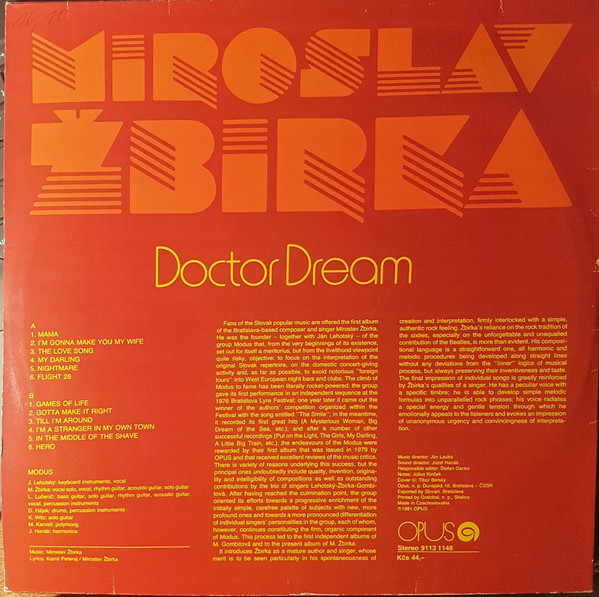 MIROSLAV
ŽBIRKA
Doctor Dream
A
1. MAMA
2. I'M GONNA MAKE YOU MY WIFE
3. THE LOVE SONG
4. MY DARLING
5. NIGHTMARE
6. FLIGHT 28
B
1. GAMES OF LIFE
2. GOTTA MAKE IT RIGHT
3. TILL I'M AROUND
4. I'M A STRANGER IN MY OWN TOWN
5. IN THE MIDDLE OF THE SHAVE
6. HERO
MODUS
J. Lehotský: keyboard instruments, vocal
M. Žbirka: vocal solo, vocal, rhythm guitar, acoustic guitar, solo guitar
L. Lučenič: bass guitar, solo guitar, rhythm guitar, acoustic guitar,
vocal, percussion instruments
D. Hájek: drums, percussion instruments
K. Witz: solo guitar
M. Karvaš: polymoog
J. Hanák: harmonica
Music: Miroslav Žbirka
Lyrics: Kamil Peteraj / Miroslav Žbirka
Fans of the Slovak popular music are offered the first album
of the Bratislava-based composer and singer Miroslav Žbirka.
He was the founder – together with Ján Lehotský – of the
group Modus that, from the very beginnings of its existence,
set out for itself a meritorius, but from the livelihood viewpoint
quite risky, objective: to focus on the interpretation of the
original Slovak repertoire, on the domestic concert-giving
activity and, as far as possible, to avoid notorious "foreign
tours" into West European night bars and clubs. The climb of
Modus to fame has been literally rocket-powered; the group
gave its first performance in an independent sequence at the
1976 Bratislava Lyre Festival; one year later it came out the
winner of the authors' competition organized within the
Festival with the song entitled "The Smile"; in the meantime,
it recorded its first great hits (A Mysterious Woman, Big
Dream of the Sea, etc.); and after a number of other
successful recordings (Put on the Light, The Girls, My Darling,
A Little Big Man, etc.), the endeavours of the Modus were
rewarded by their first album that was issued in 1979 by
OPUS and that received excellent reviews of the music critics.
There is variety of reasons underlying this success, but the
principal ones undoubtedly include quality, invention, origina-
lity and intelligibility of compositions as well as outstanding
contributions by the trio of singers Lehotský-Žbirka-Gombi-
tová. After having reached the culmination point, the group
oriented its efforts towards a progressive enrichment of the
initially simple, carefree palette of subjects with new, more
profound ones and towards a more pronounced differentiation
of individual singers' personalities in the group, each of whom,
however, continues constituting the firm, organic component
of Modus. This process led to the first independent albums of
M. Gombitová and to the present album of M. Žbirka.
It introduces Žbirka as a mature author and singer, whose
merit is to be seen particularly in his spontaneousness of
creation and interpretation, firmly interlocked with a simple,
authentic rock feeling. Žbirka's reliance on the rock tradition of
the sixties, especially on the unforgettable and unequalled
contribution of the Beatles, is more than evident. His composi-
tional language is a straightforward one, all harmonic and
melodic procedures being developed along straight lines
without any deviations from the "inner" logics of musical
process, but always preserving their inventiveness and taste.
The final impression of individual songs is greatly reinforced
by Žbirka's qualities of a singer. He has a peculiar voice with
a specific timbre; he is able to develop simple melodic
formulas into unparralleled rock phrases; his voice radiates
a special energy and gentle tension through which he
emotionally appeals to the listeners and evokes an impression
of unanonymous urgency and convincingness of interpreta-
tion.
Music director: Ján Lauko
Sound director: Jozef Hanák
Responsible editor: Štefan Danko
Notes: Július Kinček
Cover ©: Tibor Borský
Opus, n. p. Dunajská 18, Bratislava – ČSSR
Exported by Slovart, Bratislava
Printed by Grafobal, n. p., Skalica
Made in Czechoslovakia
℗1981 OPUS
OPUS
Stereo 9113 1148
Kčs 44,–